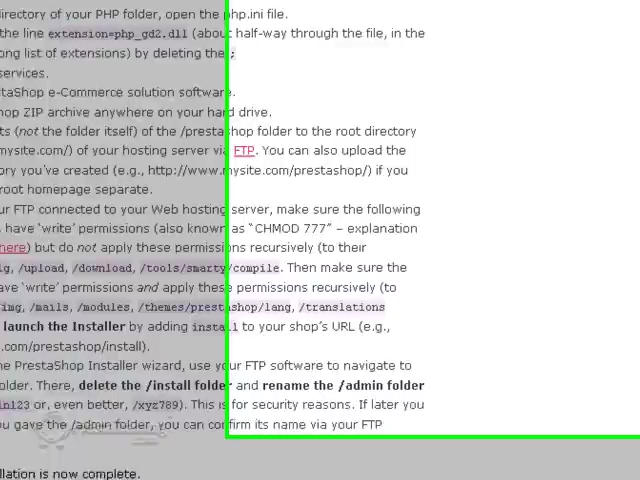 directory of your PHP folder, open the php.ini file.
the line extension=php_gd2.dll (about half-way through the file, in the
ong list of extensions) by deleting the ;
services.
taShop e-Commerce solution software.
hop ZIP archive anywhere on your hard drive.
ts (not the folder itself) of the /prestashop folder to the root directory
mysite.com/) of your hosting server via FTP. You can also upload the
ory you've created (e.g., http://www.mysite.com/prestashop/) if you
root homepage separate.
ur FTP connected to your Web hosting server, make sure the following
, have 'write' permissions (also known as "CHMOD 777" – explanation
here) but do not apply these permissions recursively (to their
ig, /upload, /download, /tools/smarty/compile. Then make sure the
ave 'write' permissions and apply these permissions recursively (to
img, /mails, /modules, /themes/prestashop/lang, /translations
launch the Installer by adding install to your shop's URL (e.g.,
.com/prestashop/install).
he PrestaShop Installer wizard, use your FTP software to navigate to
older. There, delete the /install folder and rename the /admin folder
in123 or, even better, /xyz789). This is for security reasons. If later you
ou gave the /admin folder, you can confirm its name via your FTP
llation is now complete.